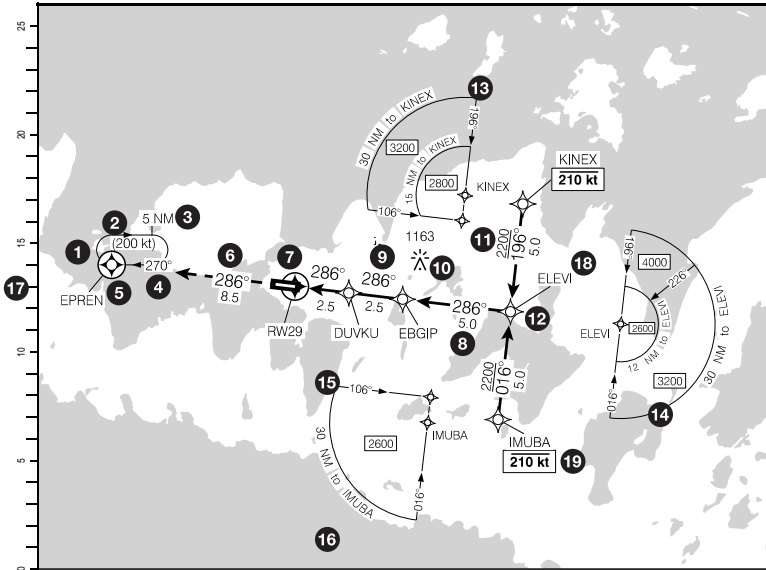 25
20
15
10
5
0
13
30 NM to KINEX
3200
196°
15 NM to KINEX
2800
KINEX
106°
KINEX
210 kt
2
5 NM
3
1
(200 kt)
270°
EPREN
5
4
6
286°
8.5
7
RW29
286°
2.5
DUVKU
9
286°
2.5
EBGIP
1163
10
11
2200
196°
5.0
ELEVI
18
286°
5.0
8
12
17
4000
196°
226°
ELEVI
2600
12 NM to ELEVI
30 NM to ELEVI
3200
016°
14
2200
016°
5.0
15
106°
2600
IMUBA
30 NM to IMUBA
016°
IMUBA
210 kt
19
16